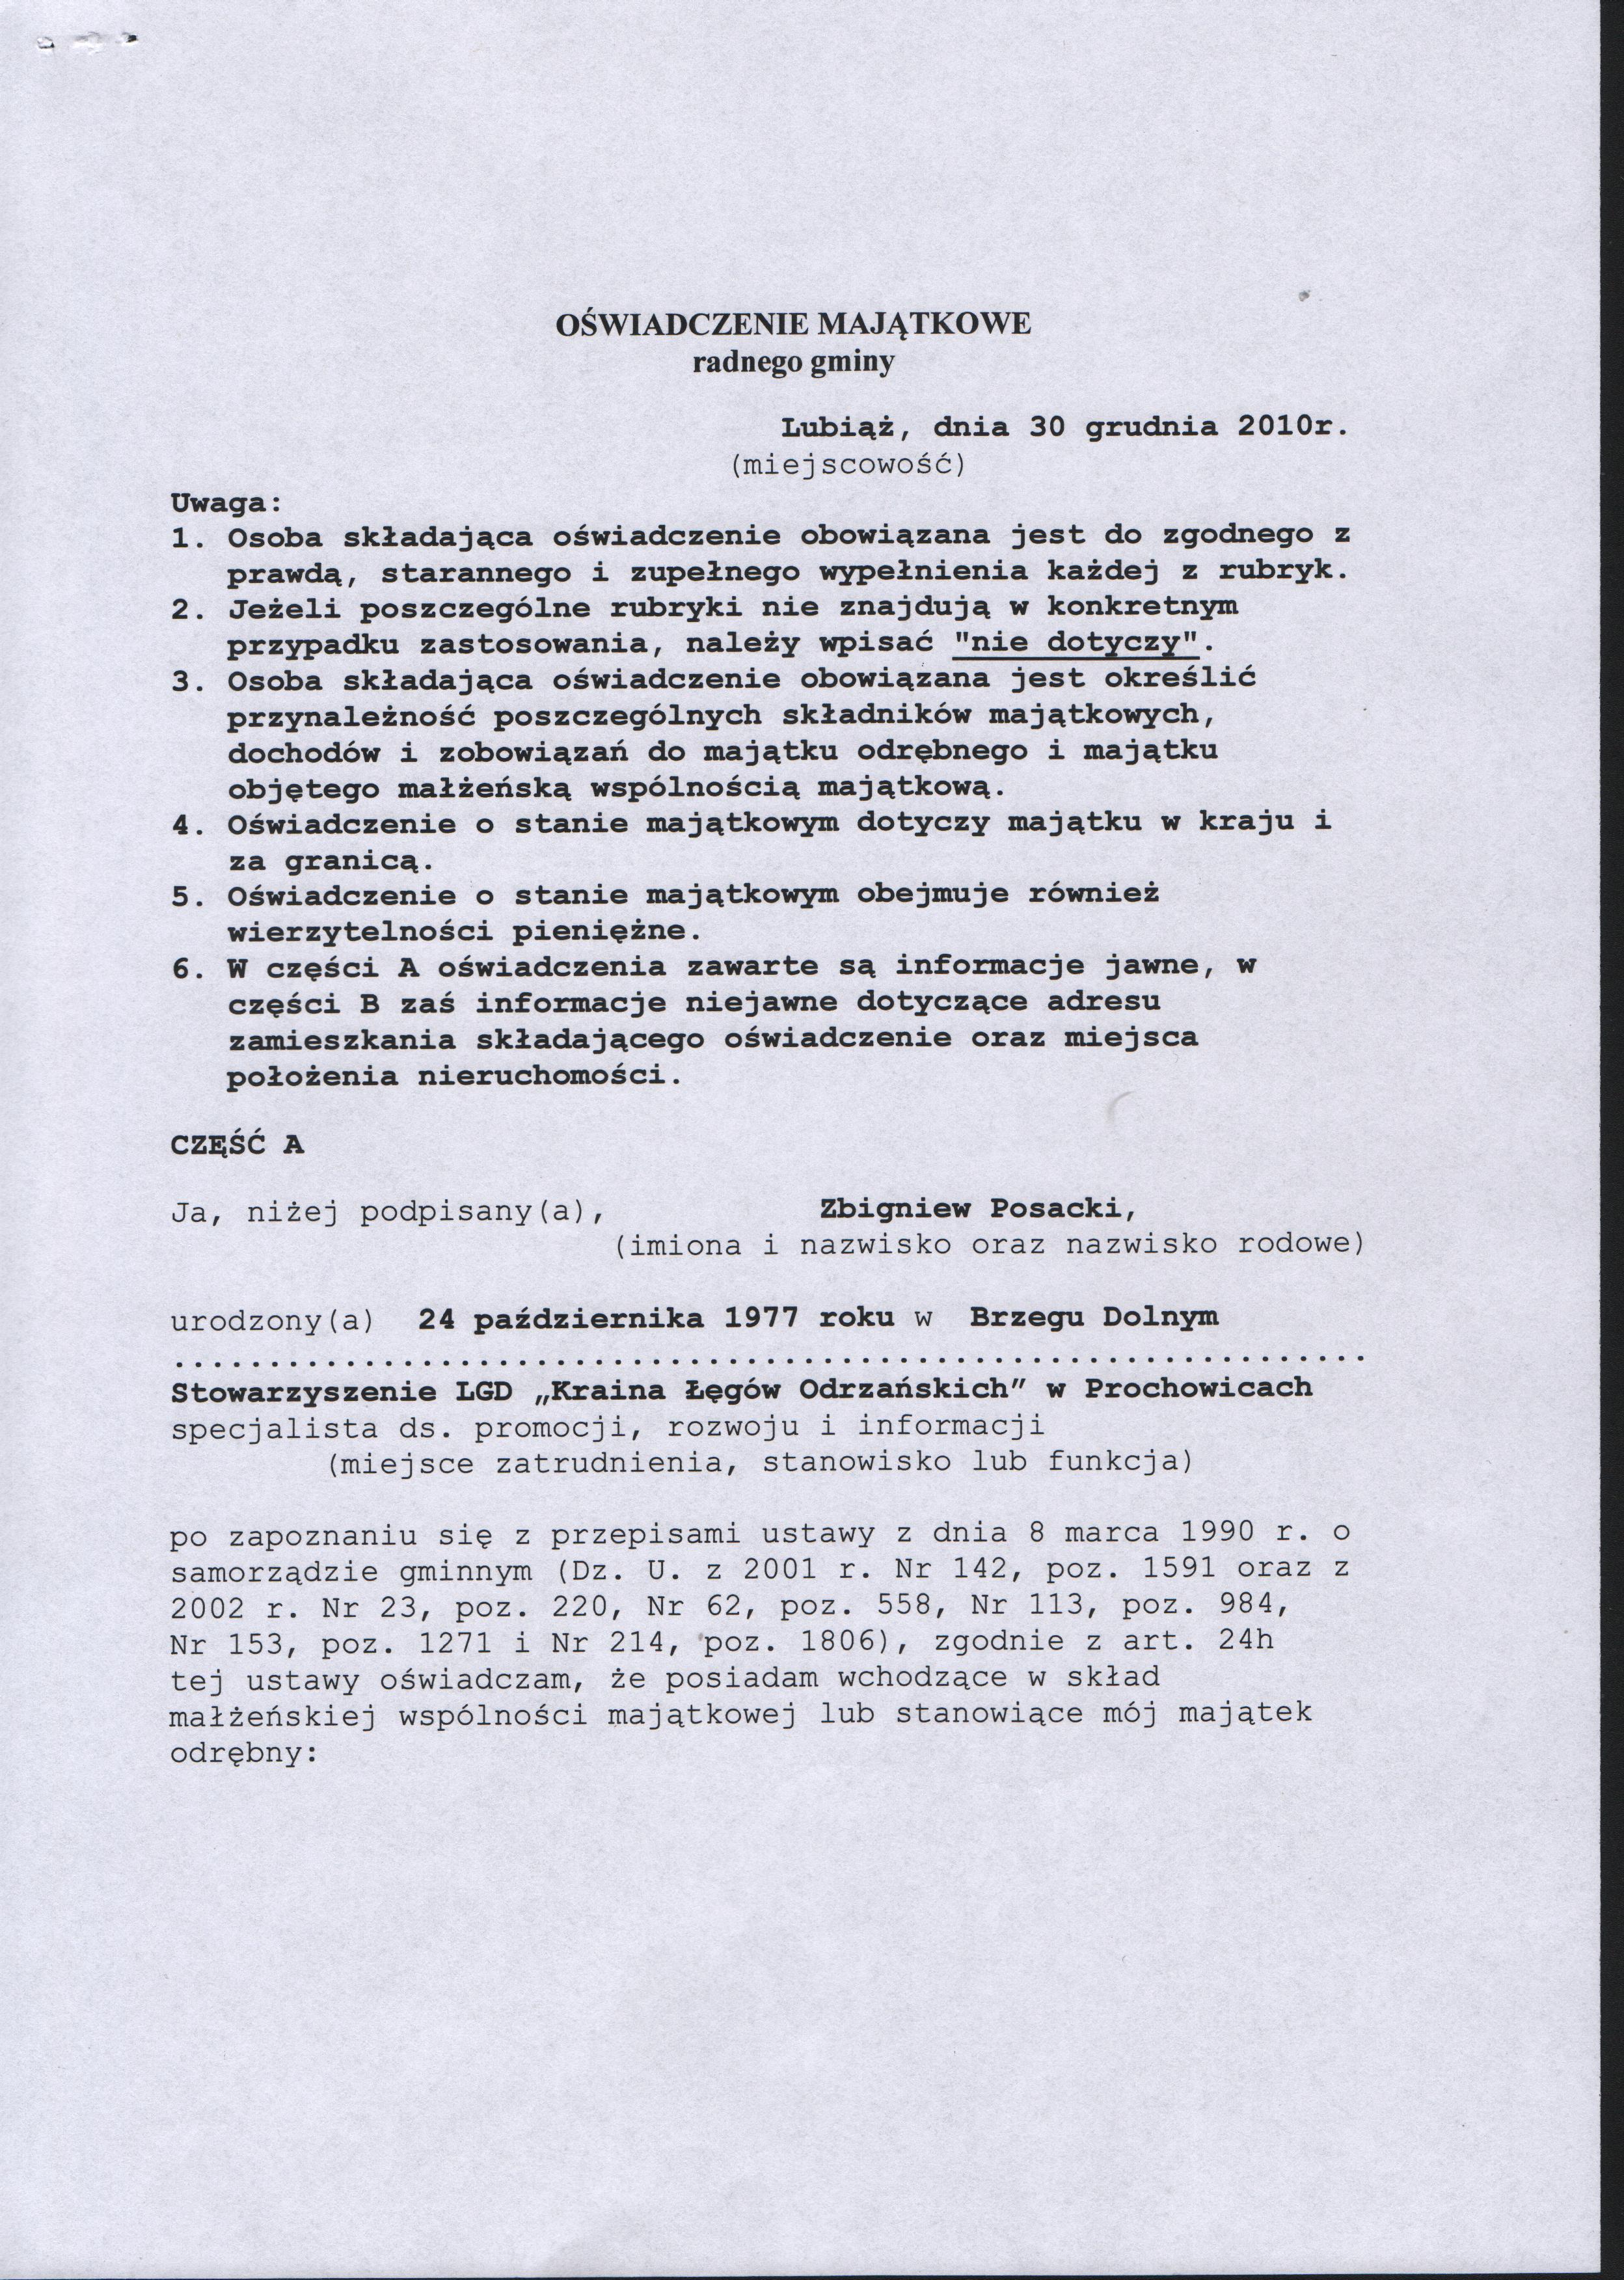 OŚWIADCZENIE MAJĄTKOWE
radnego gminy
Lubiąż, dnia 30 grudnia 2010r.
(miejscowość)
Uwaga:
1. Osoba składająca oświadczenie obowiązana jest do zgodnego z
prawdą, starannego i zupełnego wypełnienia każdej z rubryk.
2. Jeżeli poszczególne rubryki nie znajdują w konkretnym
przypadku zastosowania, należy wpisać "nie dotyczy".
3. Osoba składająca oświadczenie obowiązana jest określić
przynależność poszczególnych składników majątkowych,
dochodów i zobowiązań do majątku odrębnego i majątku
objętego małżeńską wspólnością majątkową.
4. Oświadczenie o stanie majątkowym dotyczy majątku w kraju i
za granicą.
5. Oświadczenie o stanie majątkowym obejmuje również
wierzytelności pieniężne.
6. W części A oświadczenia zawarte są informacje jawne, w
części B zaś informacje niejawne dotyczące adresu
zamieszkania składającego oświadczenie oraz miejsca
położenia nieruchomości.
CZĘŚĆ A
Ja, niżej podpisany(a), Zbigniew Posacki,
(imiona i nazwisko oraz nazwisko rodowe)
urodzony(a) 24 października 1977 roku w Brzegu Dolnym
...............................................................
Stowarzyszenie LGD „Kraina Łęgów Odrzańskich" w Prochowicach
specjalista ds. promocji, rozwoju i informacji
(miejsce zatrudnienia, stanowisko lub funkcja)
po zapoznaniu się z przepisami ustawy z dnia 8 marca 1990 r. o
samorządzie gminnym (Dz. U. z 2001 r. Nr 142, poz. 1591 oraz z
2002 r. Nr 23, poz. 220, Nr 62, poz. 558, Nr 113, poz. 984,
Nr 153, poz. 1271 i Nr 214, poz. 1806), zgodnie z art. 24h
tej ustawy oświadczam, że posiadam wchodzące w skład
małżeńskiej wspólności majątkowej lub stanowiące mój majątek
odrębny: